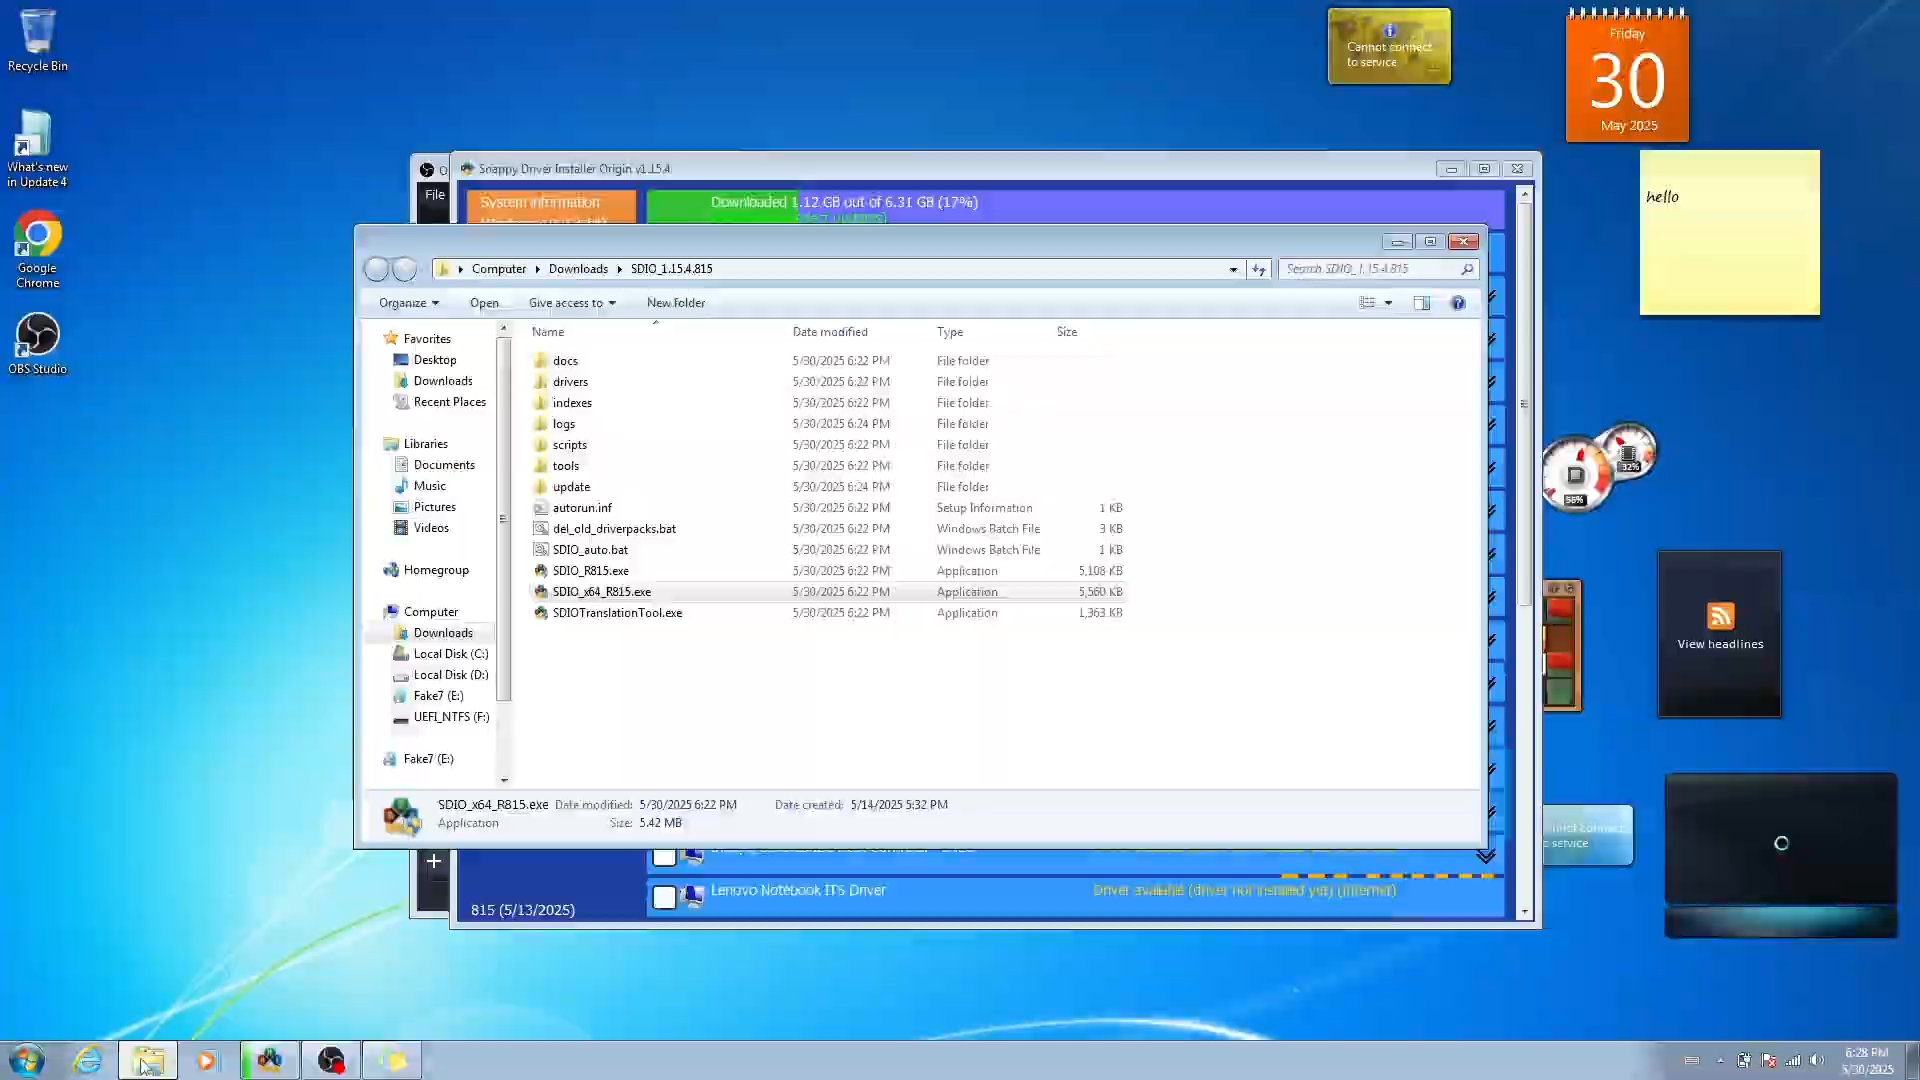 Recycle Bin
What's new
in Update 4
Google
Chrome
OBS Studio
Cannot connect
to service
Friday
30
May 2025
hello
O
File
Snappy Driver Installer Origin v1.15.4
System information
Downloaded 1.12 GB out of 6.31 GB (17%)
Computer
Downloads
SDIO_1.15.4.815
Search SDIO_1.15.4.815
Organize
Open
Give access to
New Folder
Name
Date modified
Type
Size
docs 5/30/2025 6:22 PM File folder
drivers 5/30/2025 6:22 PM File folder
indexes 5/30/2025 6:22 PM File folder
logs 5/30/2025 6:24 PM File folder
scripts 5/30/2025 6:22 PM File folder
tools 5/30/2025 6:22 PM File folder
update 5/30/2025 6:24 PM File folder
autorun.inf 5/30/2025 6:22 PM Setup Information 1 KB
del_old_driverpacks.bat 5/30/2025 6:22 PM Windows Batch File 3 KB
SDIO_auto.bat 5/30/2025 6:22 PM Windows Batch File 1 KB
SDIO_R815.exe 5/30/2025 6:22 PM Application 5,108 KB
SDIO_x64_R815.exe 5/30/2025 6:22 PM Application 5,560 KB
SDIOTranslationTool.exe 5/30/2025 6:22 PM Application 1,363 KB
Favorites
Desktop
Downloads
Recent Places
Libraries
Documents
Music
Pictures
Videos
Homegroup
Computer
Downloads
Local Disk (C:)
Local Disk (D:)
Fake7 (E:)
UEFI_NTFS (F:)
Fake7 (E:)
SDIO_x64_R815.exe Date modified: 5/30/2025 6:22 PM Date created: 5/14/2025 5:32 PM
Application Size: 5.42 MB
Lenovo Notebook ITS Driver
Driver available (driver not installed yet) (Internet)
815 (5/13/2025)
32%
56%
View headlines
connect
service
6:28 PM
5/30/2025